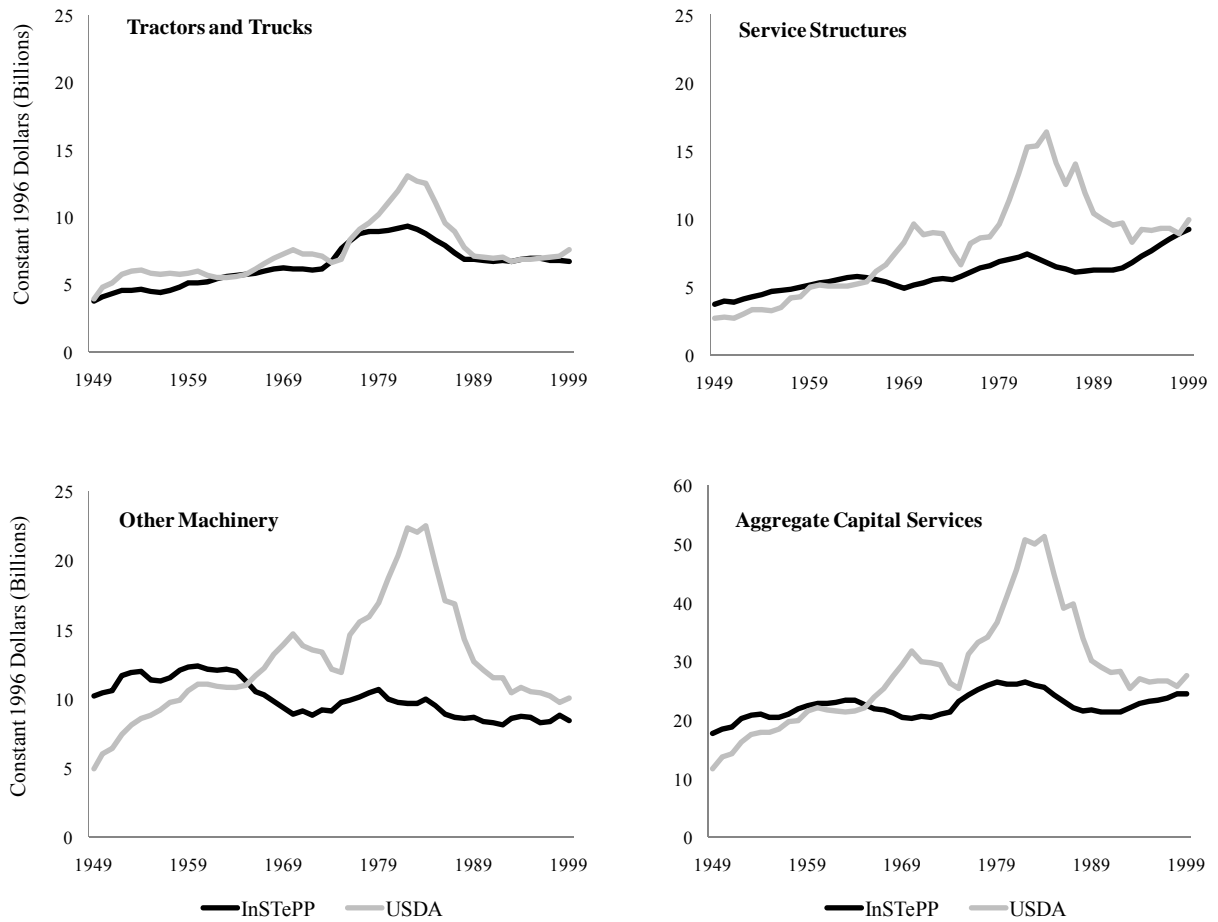 Tractors and Trucks
Constant 1996 Dollars (Billions)
25
20
15
10
5
0
1949 1959 1969 1979 1989 1999
Service Structures
25
20
15
10
5
0
1949 1959 1969 1979 1989 1999
Other Machinery
Constant 1996 Dollars (Billions)
25
20
15
10
5
0
1949 1959 1969 1979 1989 1999
InSTePP USDA
Aggregate Capital Services
60
50
40
30
20
10
0
1949 1959 1969 1979 1989 1999
InSTePP USDA